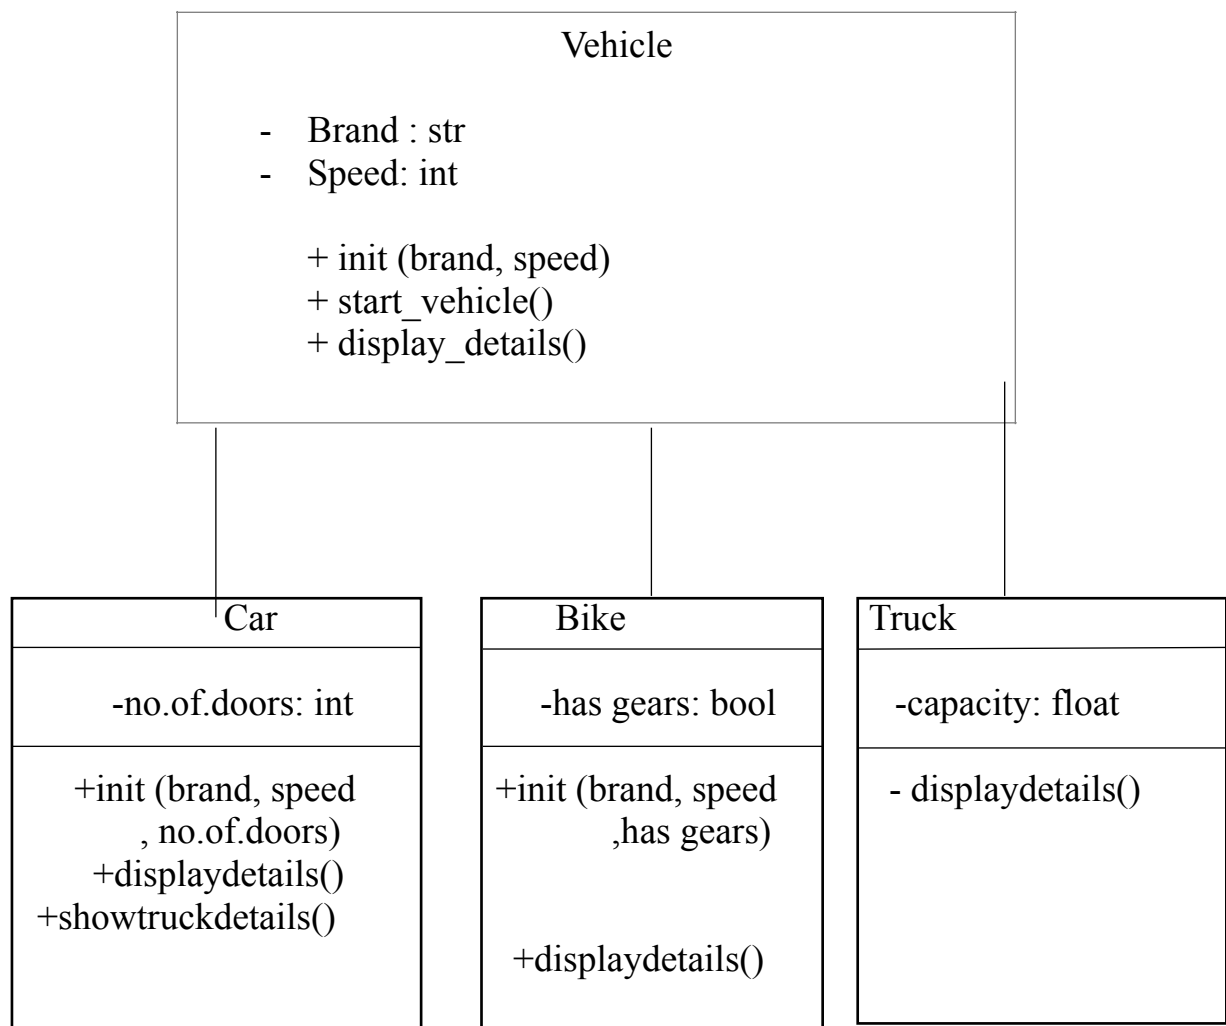 Vehicle
- Brand : str
- Speed: int
+ init (brand, speed)
+ start_vehicle()
+ display_details()
Car
-no.of.doors: int
+init (brand, speed
, no.of.doors)
+displaydetails()
+showtruckdetails()
Bike
-has gears: bool
+init (brand, speed
,has gears)
+displaydetails()
Truck
-capacity: float
- displaydetails()